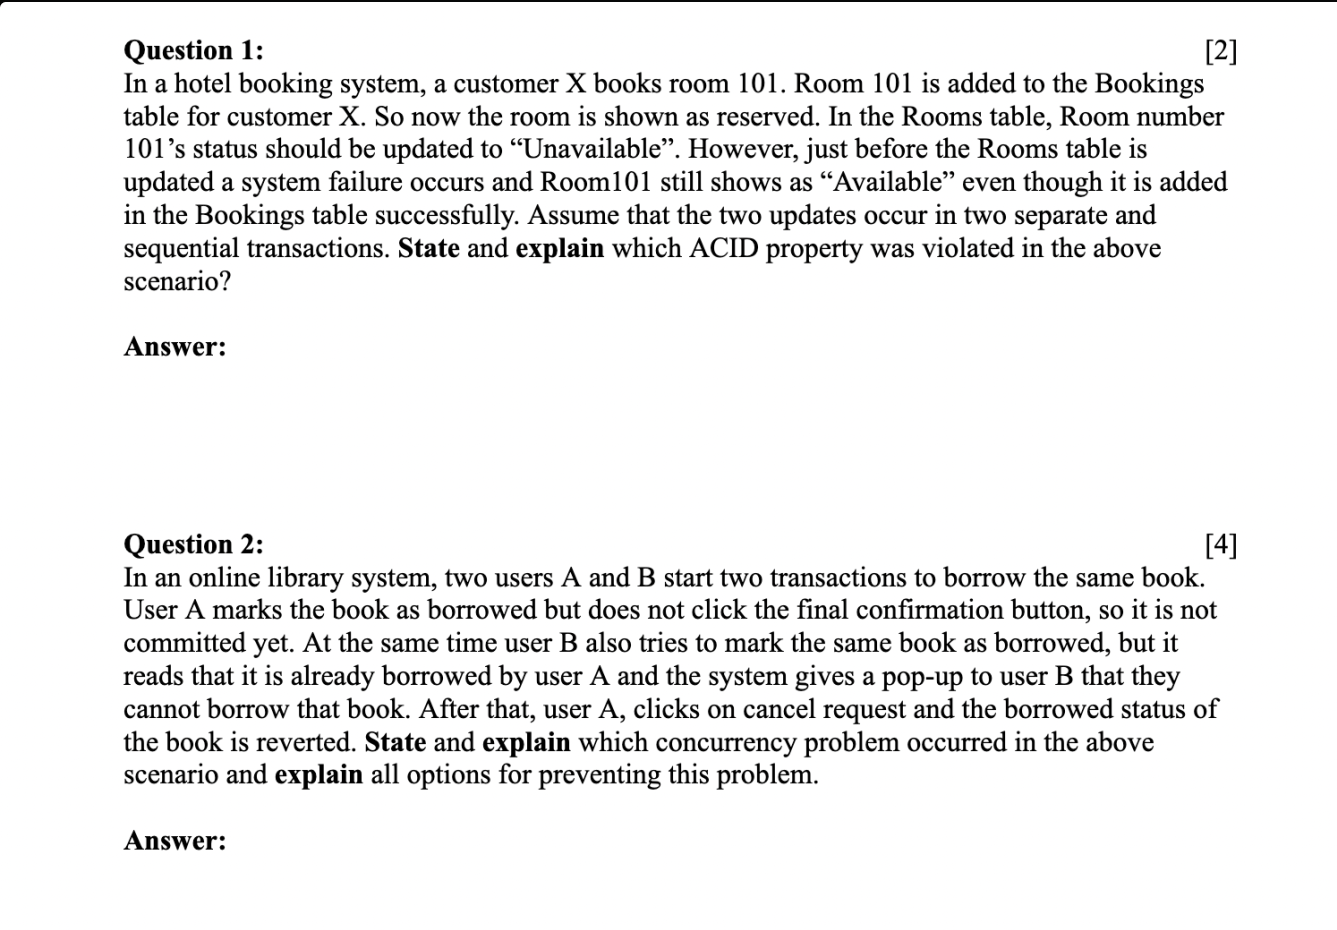 Question 1: [2]
In a hotel booking system, a customer X books room 101. Room 101 is added to the Bookings
table for customer X. So now the room is shown as reserved. In the Rooms table, Room number
101’s status should be updated to “Unavailable”. However, just before the Rooms table is
updated a system failure occurs and Room101 still shows as “Available” even though it is added
in the Bookings table successfully. Assume that the two updates occur in two separate and
sequential transactions. State and explain which ACID property was violated in the above
scenario?
Answer:
Question 2: [4]
In an online library system, two users A and B start two transactions to borrow the same book.
User A marks the book as borrowed but does not click the final confirmation button, so it is not
committed yet. At the same time user B also tries to mark the same book as borrowed, but it
reads that it is already borrowed by user A and the system gives a pop-up to user B that they
cannot borrow that book. After that, user A, clicks on cancel request and the borrowed status of
the book is reverted. State and explain which concurrency problem occurred in the above
scenario and explain all options for preventing this problem.
Answer: